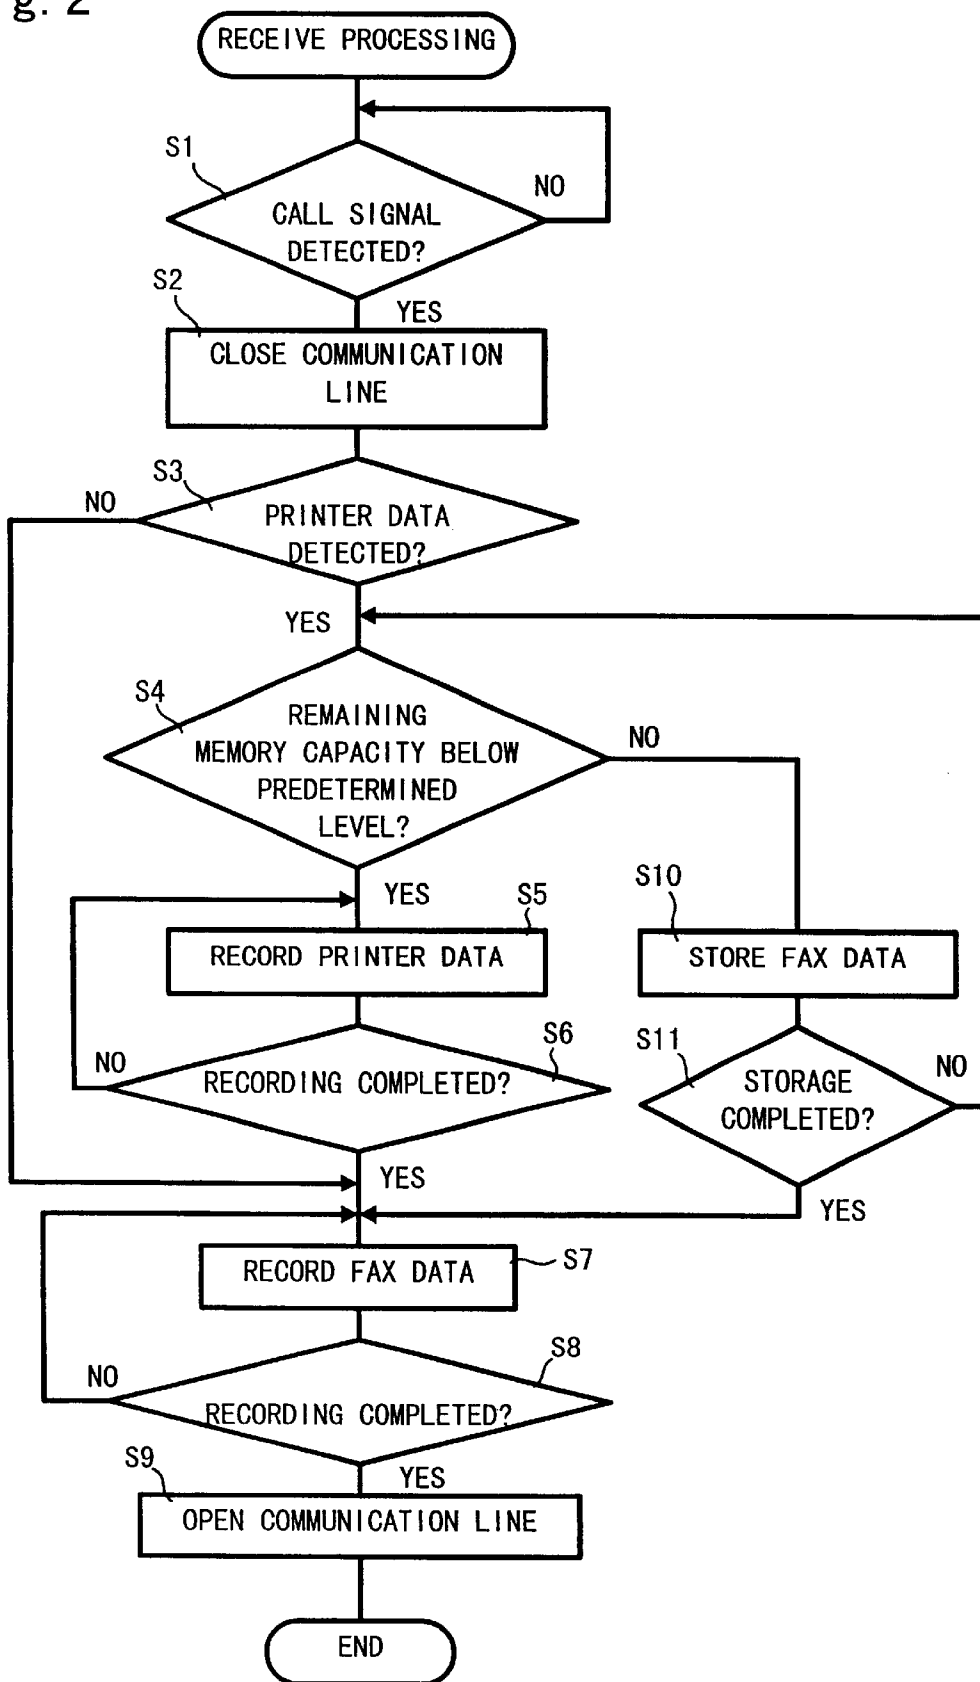 g. 2
RECEIVE PROCESSING
S1
NO
CALL SIGNAL
DETECTED?
S2
YES
CLOSE COMMUNICATION
LINE
S3
NO
PRINTER DATA
DETECTED?
YES
S4
REMAINING
MEMORY CAPACITY BELOW
PREDETERMINED
LEVEL?
NO
YES
S5
S10
RECORD PRINTER DATA
STORE FAX DATA
S6
S11
NO
RECORDING COMPLETED?
STORAGE
COMPLETED?
NO
YES
YES
RECORD FAX DATA
S7
S8
NO
RECORDING COMPLETED?
S9
YES
OPEN COMMUNICATION LINE
END